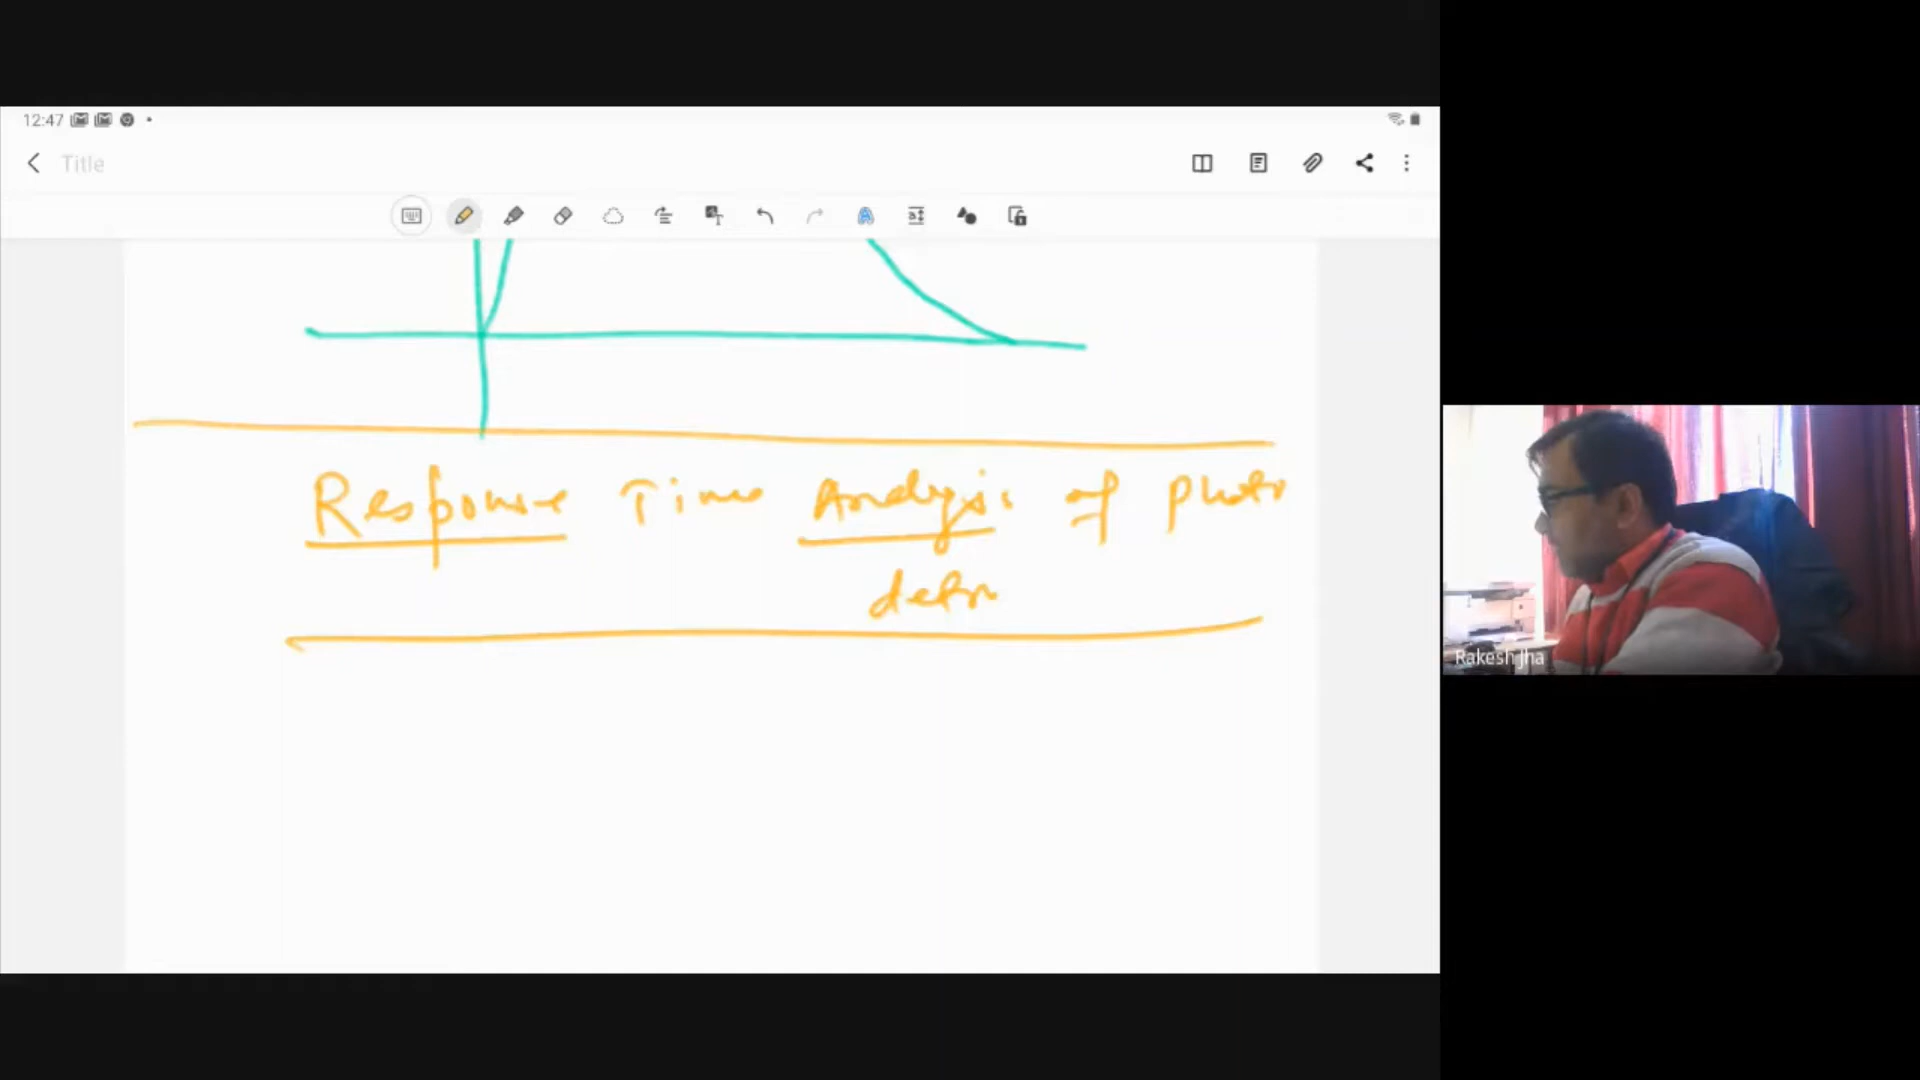 12:47
Title
Response Time Analysis of Photo
detr
Rakesh Jha